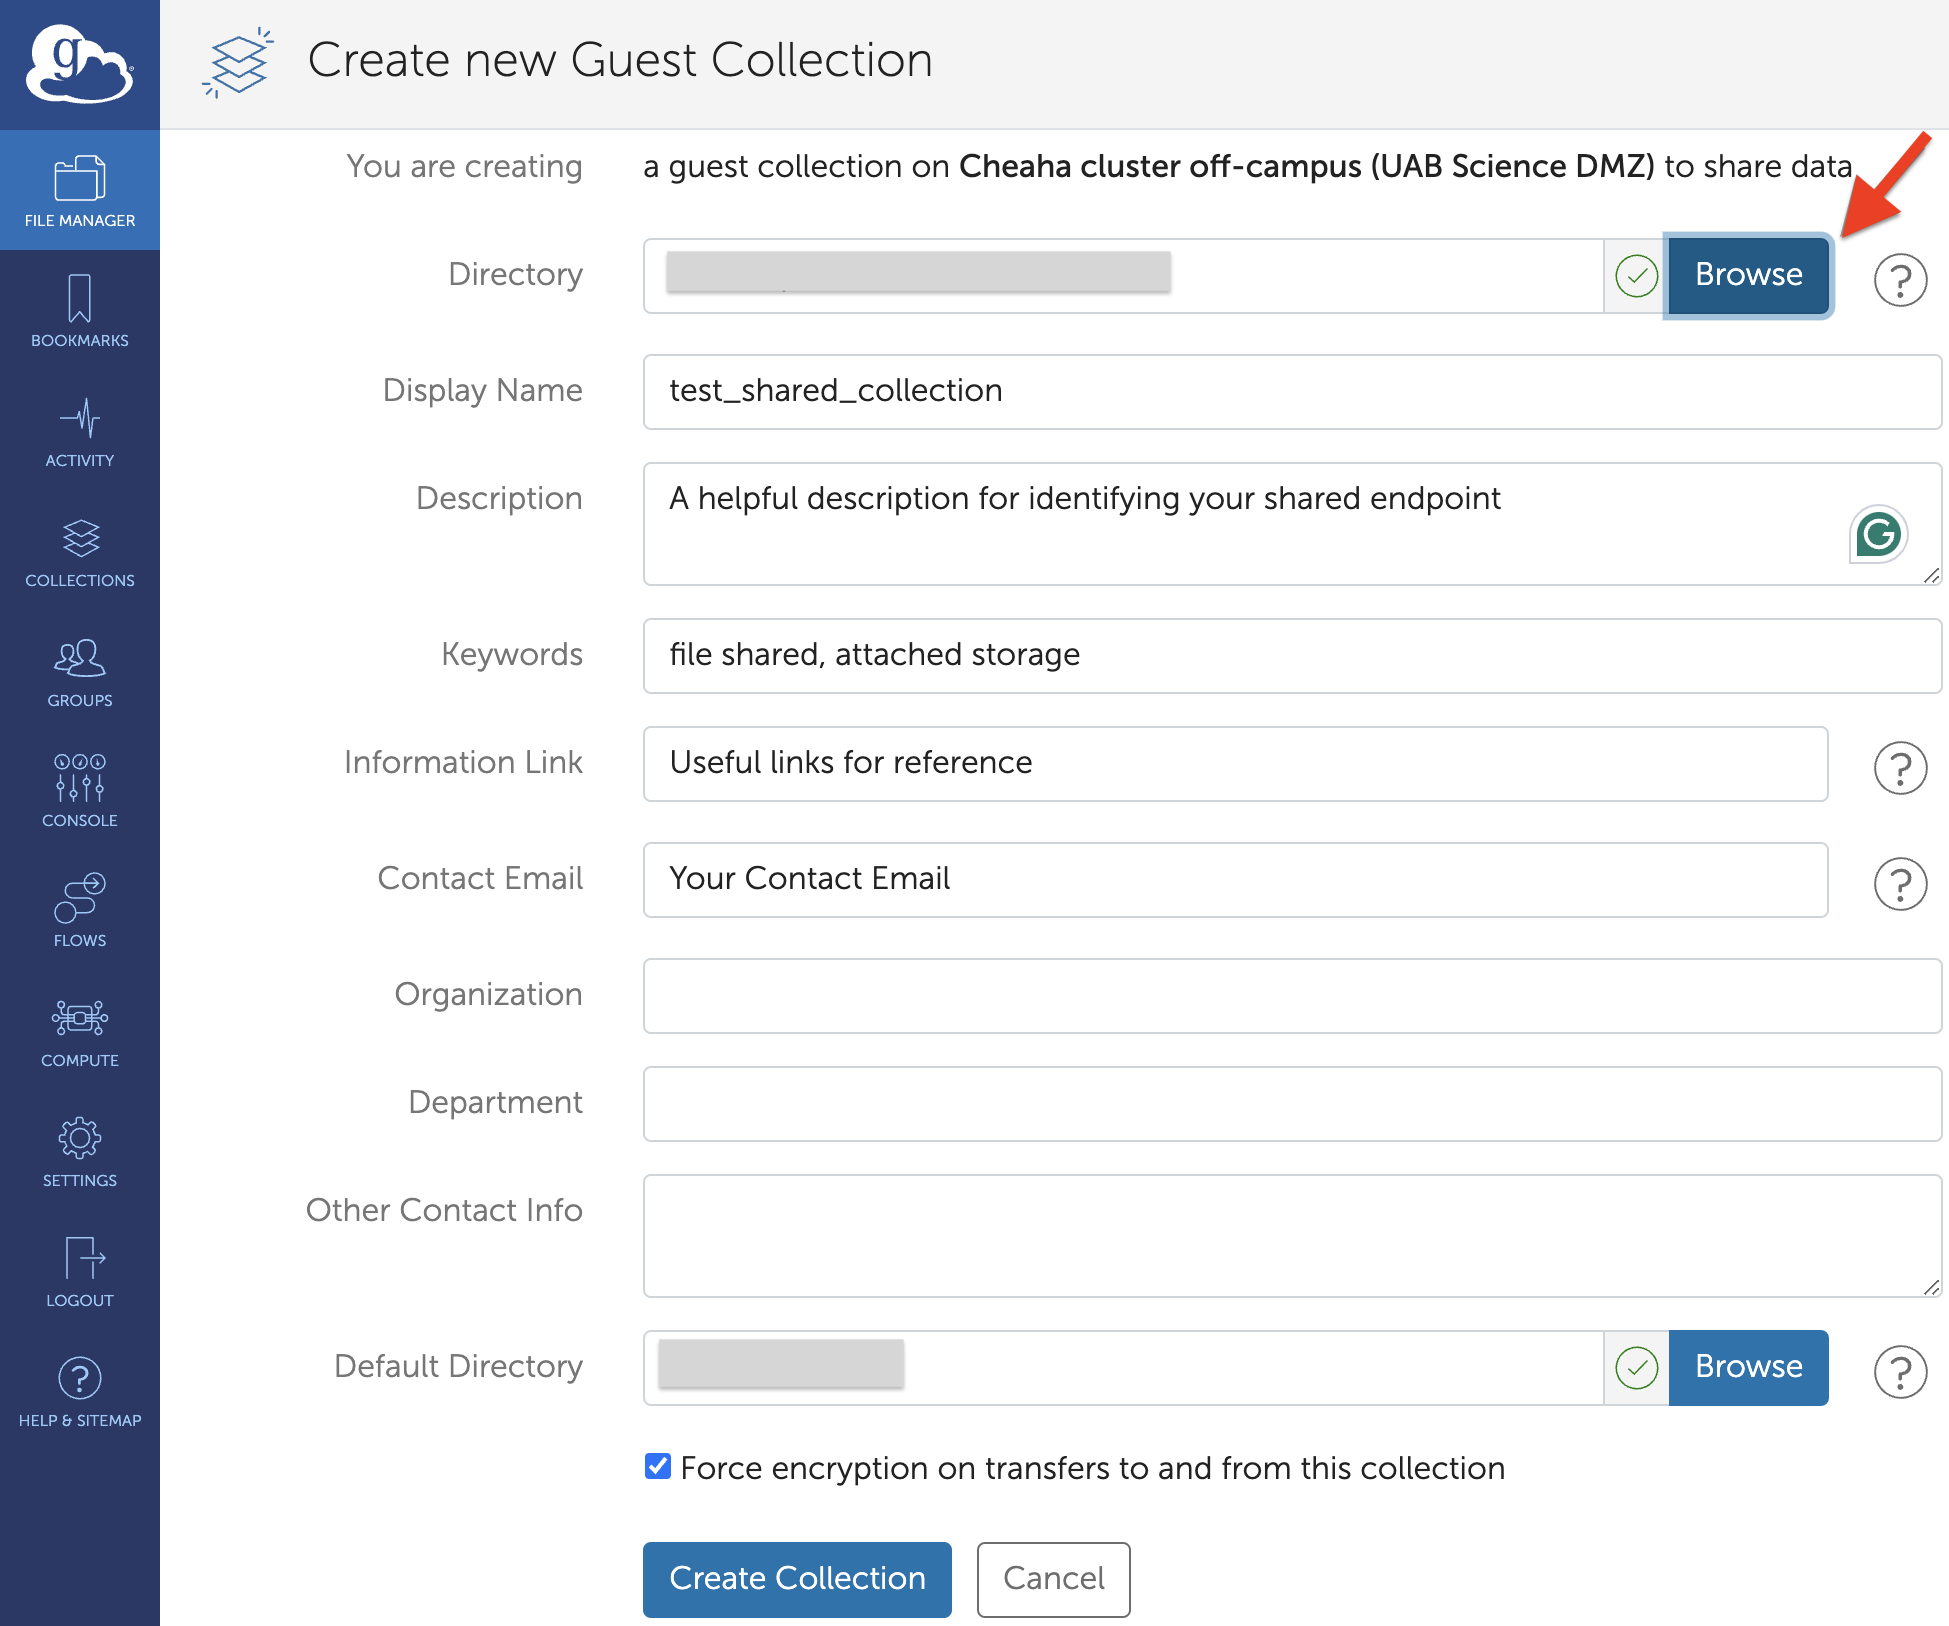 g
Create new Guest Collection
FILE MANAGER
BOOKMARKS
ACTIVITY
COLLECTIONS
GROUPS
CONSOLE
FLOWS
COMPUTE
SETTINGS
LOGOUT
?
HELP & SITEMAP
You are creating a guest collection on Cheaha cluster off-campus (UAB Science DMZ) to share data
Directory Browse ?
Display Name test_shared_collection
Description A helpful description for identifying your shared endpoint
G
Keywords file shared, attached storage
Information Link Useful links for reference ?
Contact Email Your Contact Email ?
Organization
Department
Other Contact Info
Default Directory Browse ?
Force encryption on transfers to and from this collection
Create Collection Cancel